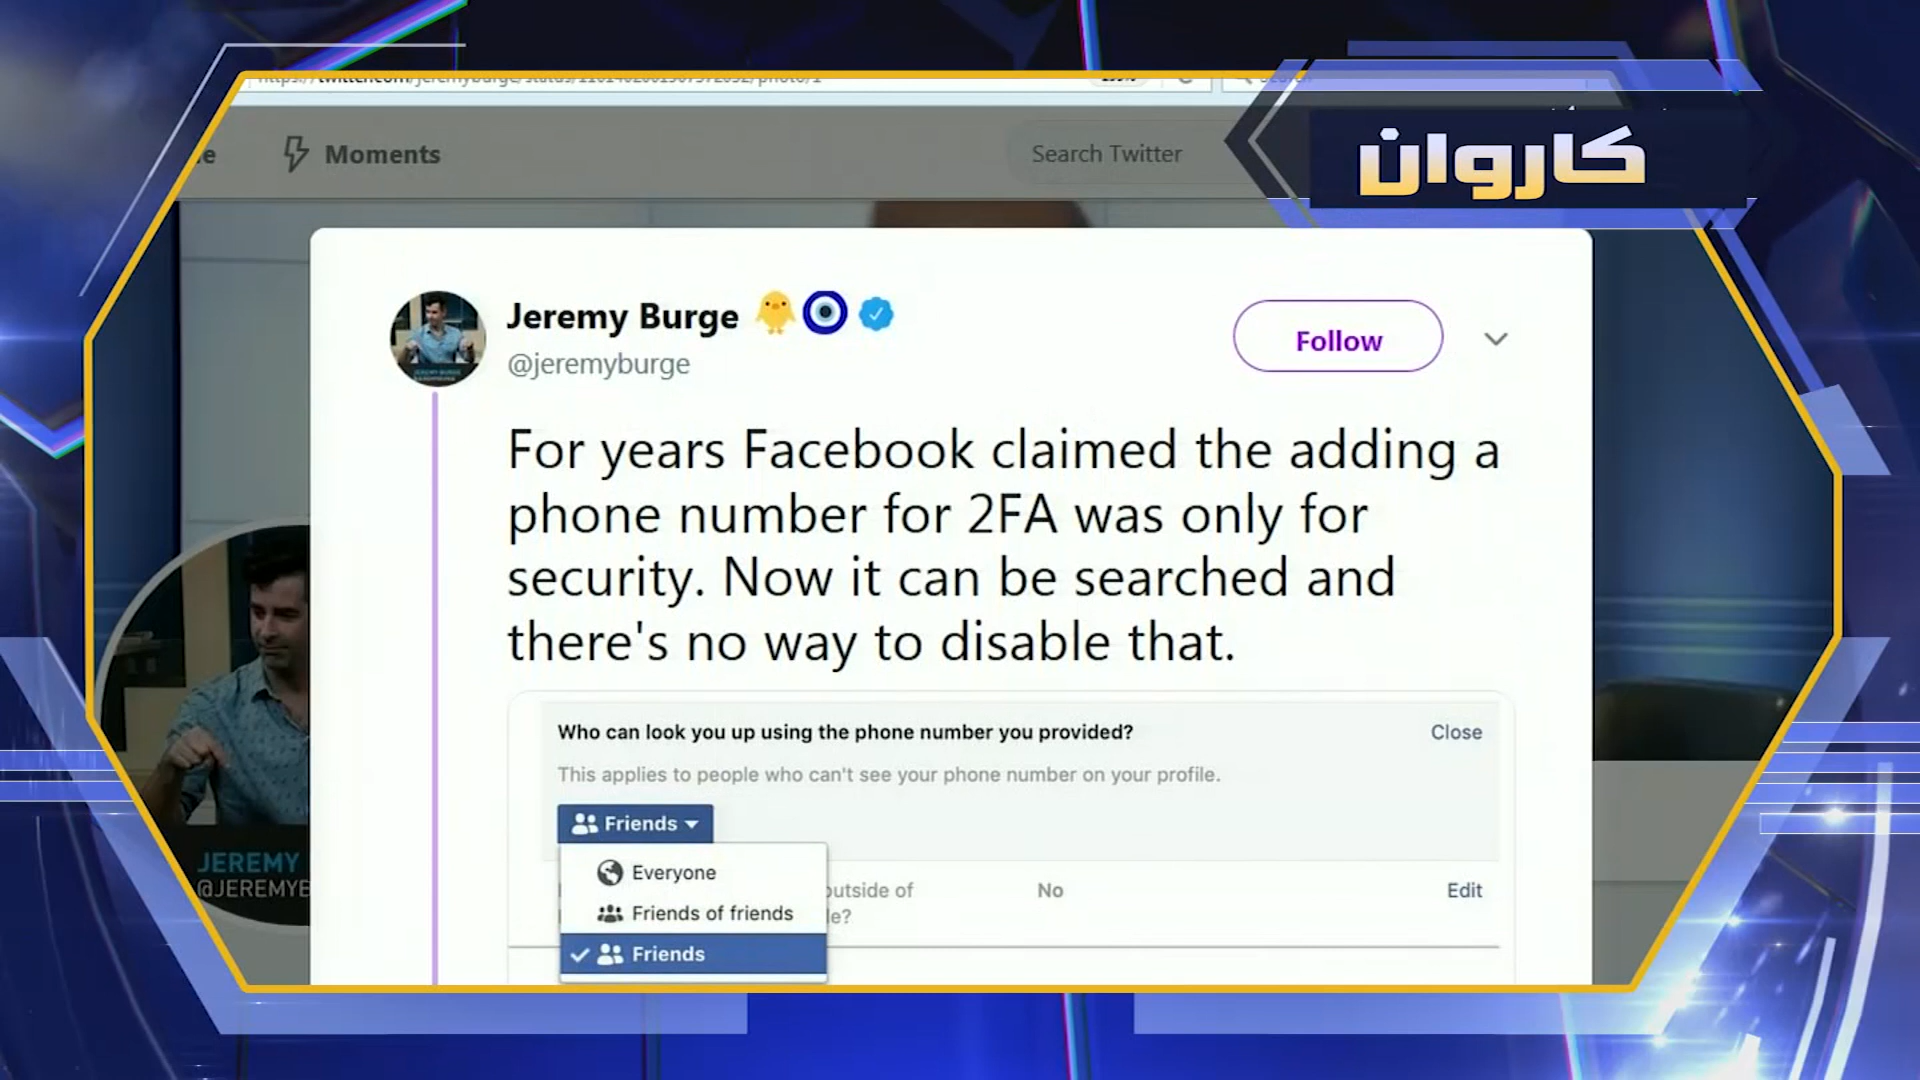 کاروان
Moments
Search Twitter
Jeremy Burge
@jeremyburge
Follow
For years Facebook claimed the adding a
phone number for 2FA was only for
security. Now it can be searched and
there's no way to disable that.
Who can look you up using the phone number you provided?
Close
This applies to people who can't see your phone number on your profile.
Friends
Everyone
outside of
No
Edit
Friends of friends
Friends
JEREMY
@JEREMYB